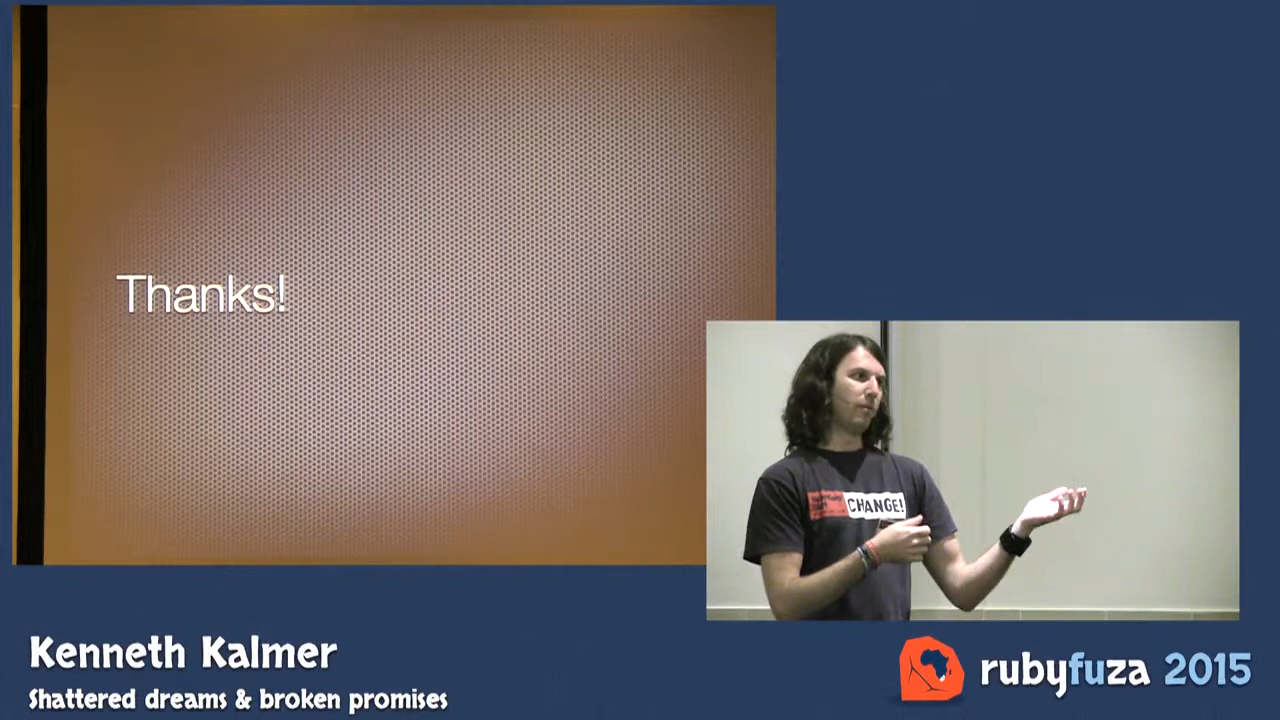 Thanks!
CHANGE!
Kenneth Kalmer
Shattered dreams & broken promises
rubyfuza 2015